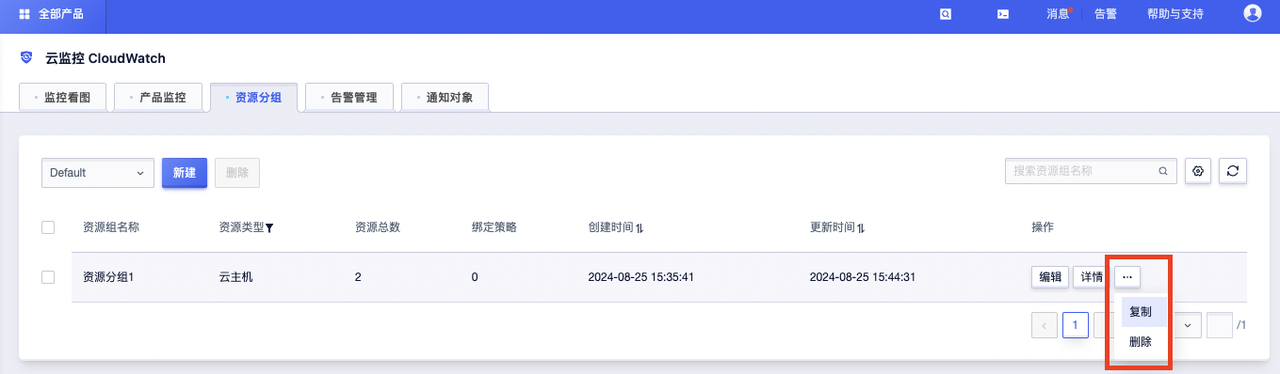 全部产品
消息
告警
帮助与支持
云监控 CloudWatch
监控看图
产品监控
资源分组
告警管理
通知对象
Default
新建
删除
搜索资源组名称
资源组名称 资源类型 资源总数 绑定策略 创建时间 更新时间 操作
资源分组1 云主机 2 0 2024-08-25 15:35:41 2024-08-25 15:44:31 编辑 详情 ...
复制
删除
1
/1